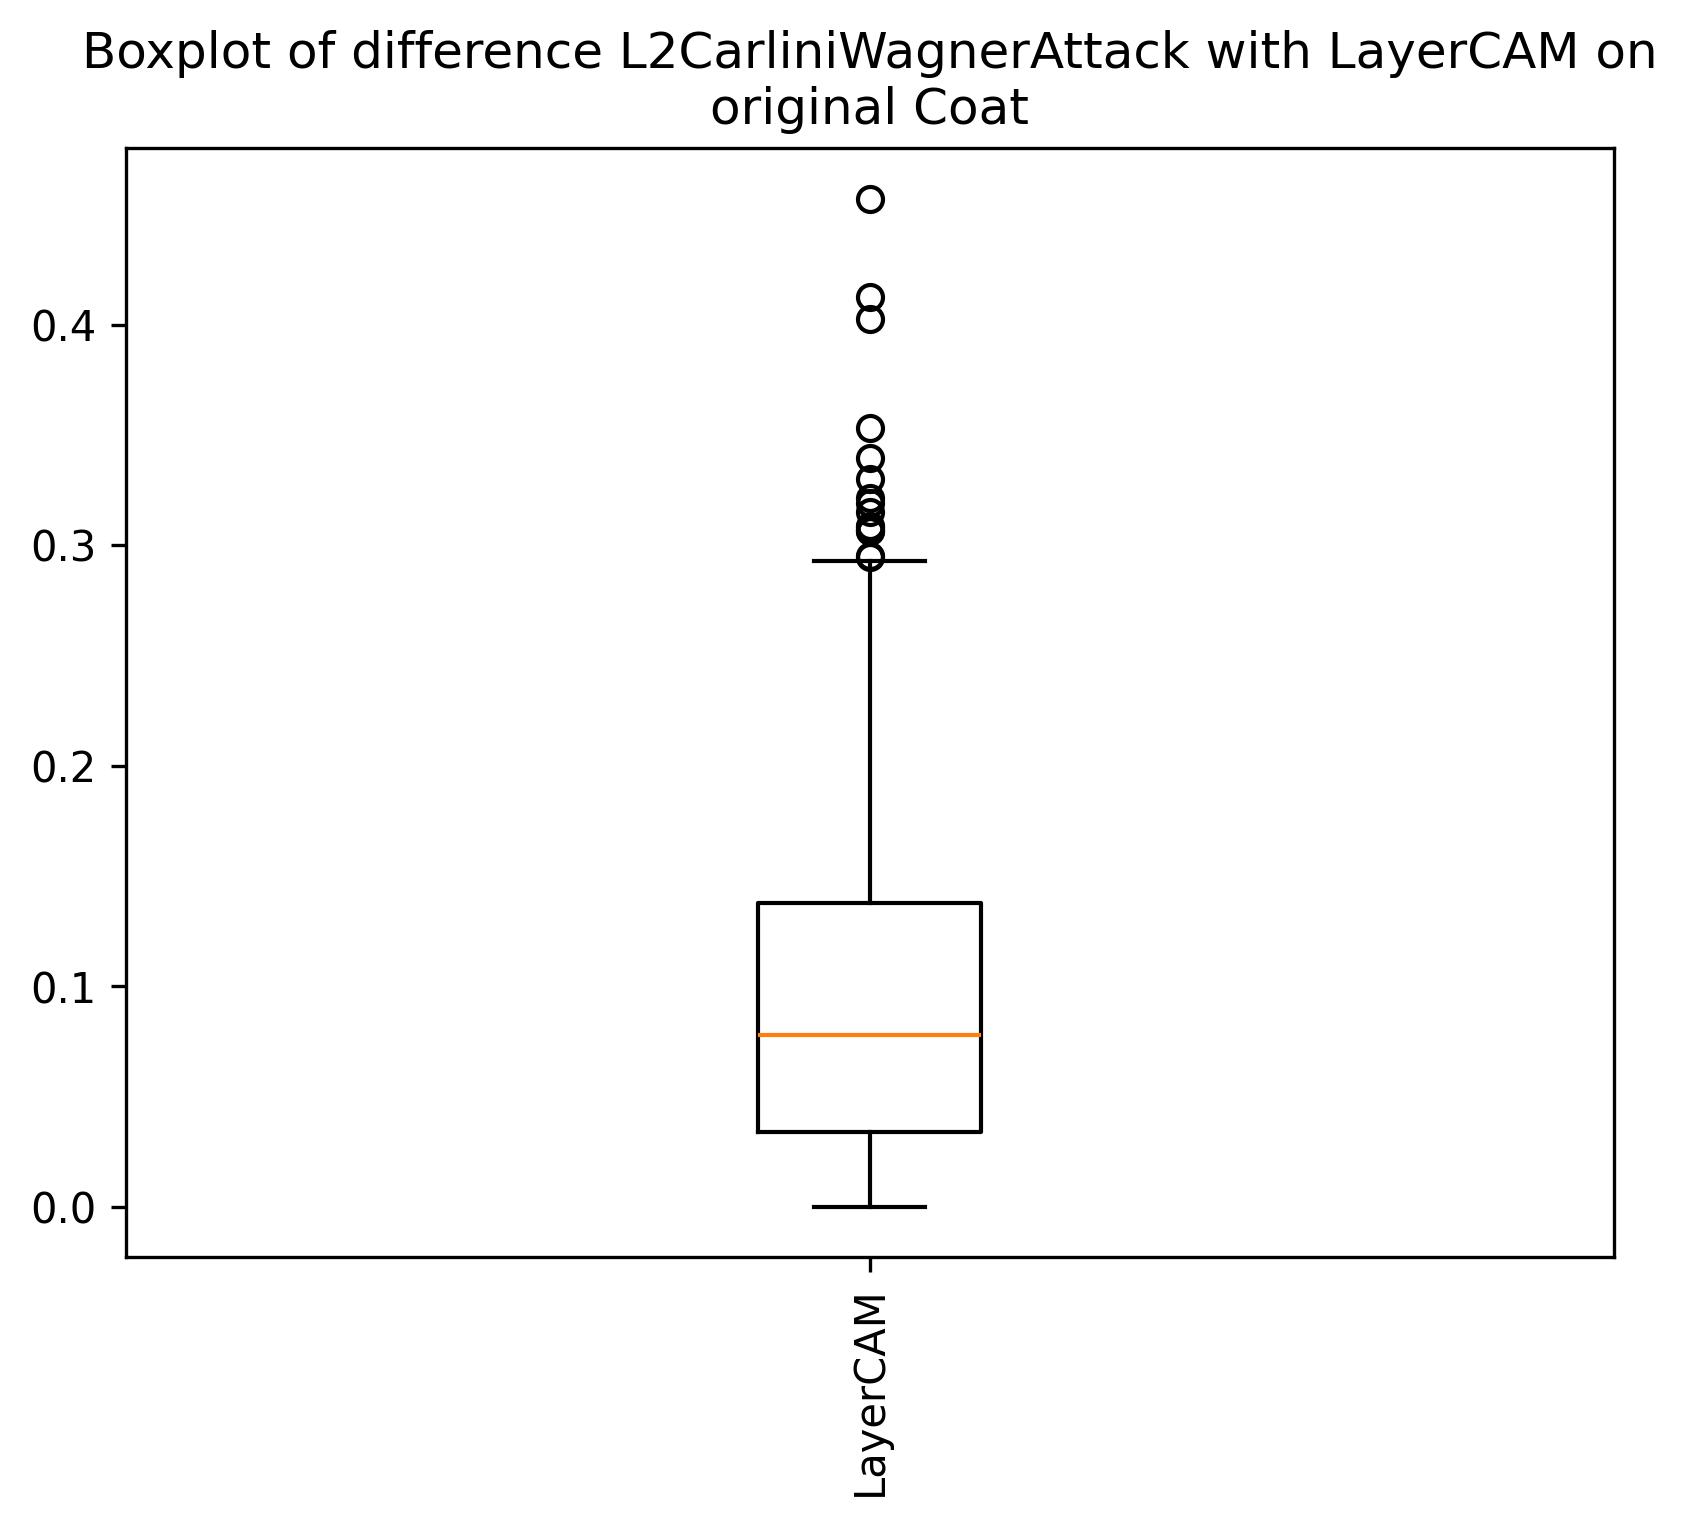 Boxplot of difference L2CarliniWagnerAttack with LayerCAM on
original Coat
0.4
0.3
0.2
0.1
0.0
LayerCAM